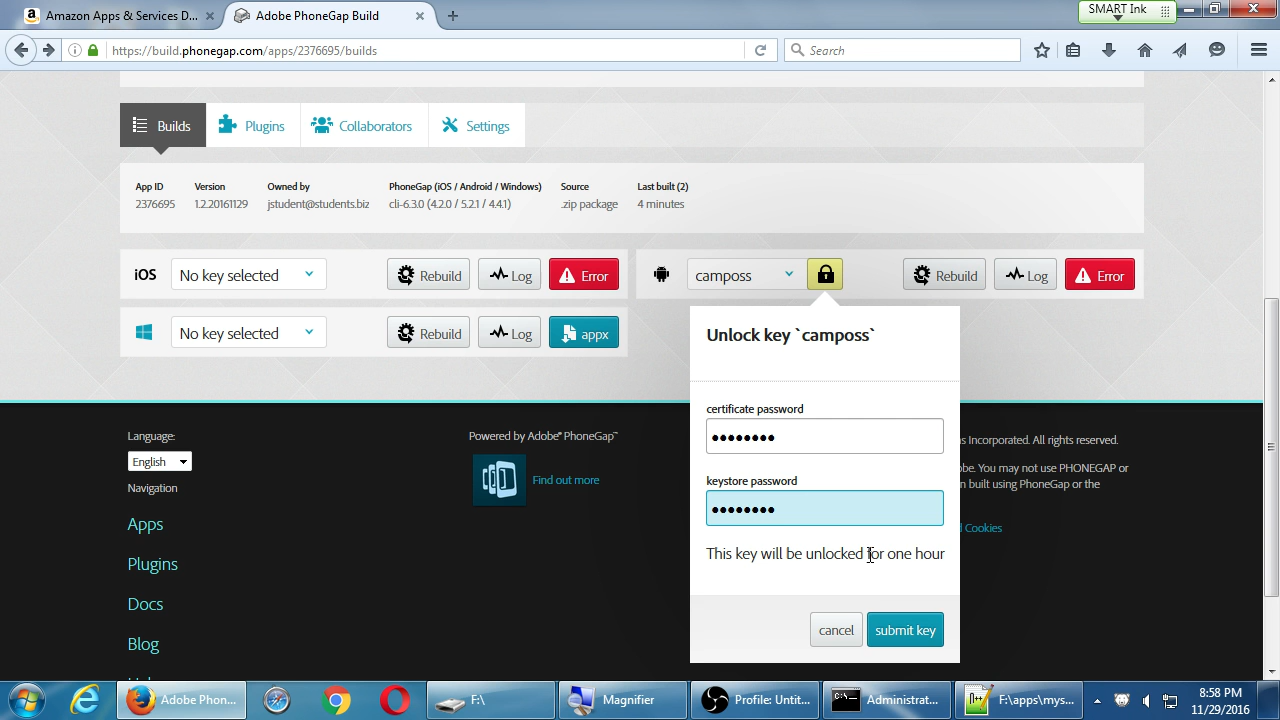 Amazon Apps & Services D...
Adobe PhoneGap Build
SMART Ink
https://build.phonegap.com/apps/2376695/builds
Search
Builds
Plugins
Collaborators
Settings
App ID
Version
Owned by
PhoneGap (iOS / Android / Windows)
Source
Last built (2)
2376695
1.2.20161129
jstudent@students.biz
cli-6.3.0 (4.2.0 / 5.2.1 / 4.4.1)
.zip package
4 minutes
iOS
No key selected
Rebuild
Log
Error
camposs
Rebuild
Log
Error
No key selected
Rebuild
Log
appx
Unlock key `camposs`
certificate password
keystore password
This key will be unlocked for one hour
cancel
submit key
Language:
English
Navigation
Apps
Plugins
Docs
Blog
Powered by Adobe® PhoneGap™
Find out more
s Incorporated. All rights reserved.
be. You may not use PHONEGAP or
n built using PhoneGap or the
Cookies
Adobe Phon...
F:\
Magnifier
Profile: Untit...
Administrat...
F:\apps\mys...
8:58 PM
11/29/2016